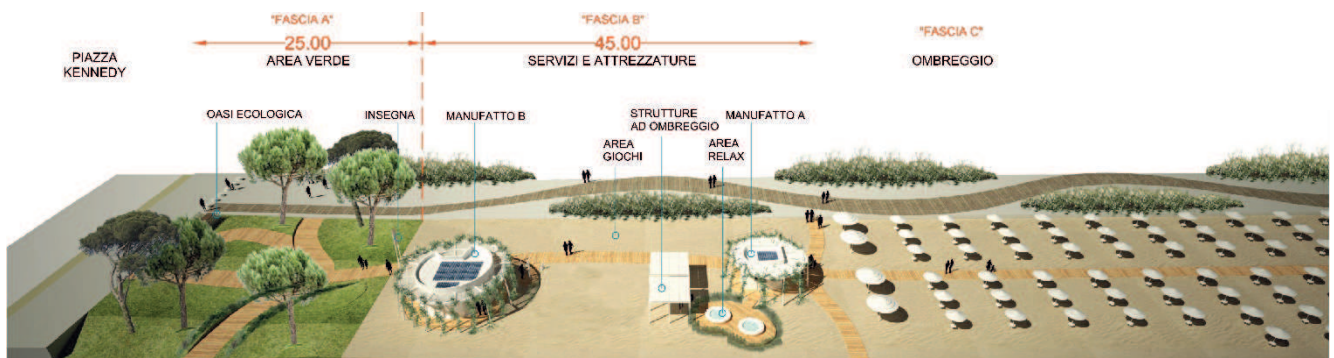 "FASCIA A"
"FASCIA B"
"FASCIA C"
25.00
45.00
PIAZZA
KENNEDY
AREA VERDE
SERVIZI E ATTREZZATURE
OMBREGGIO
OASI ECOLOGICA
INSEGNA
MANUFATTO B
STRUTTURE
AD OMBREGGIO
MANUFATTO A
AREA
GIOCHI
AREA
RELAX